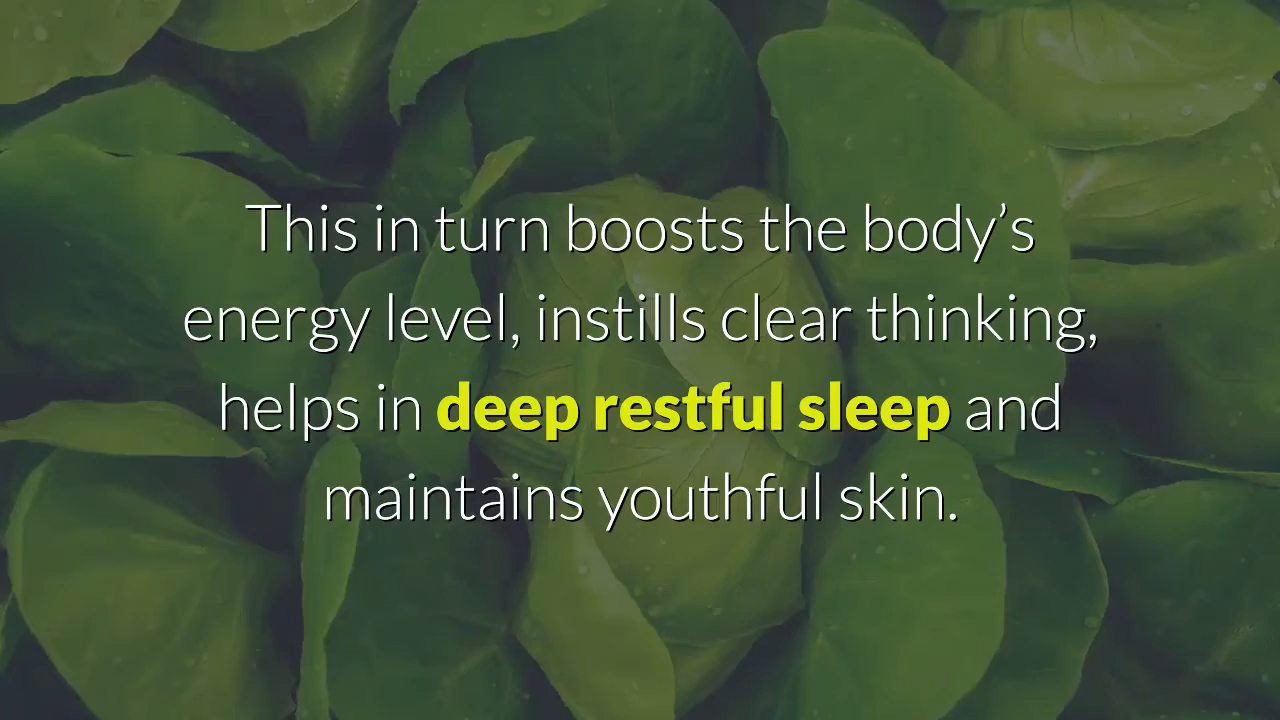 This in turn boosts the body’s
energy level, instills clear thinking,
helps in deep restful sleep and
maintains youthful skin.